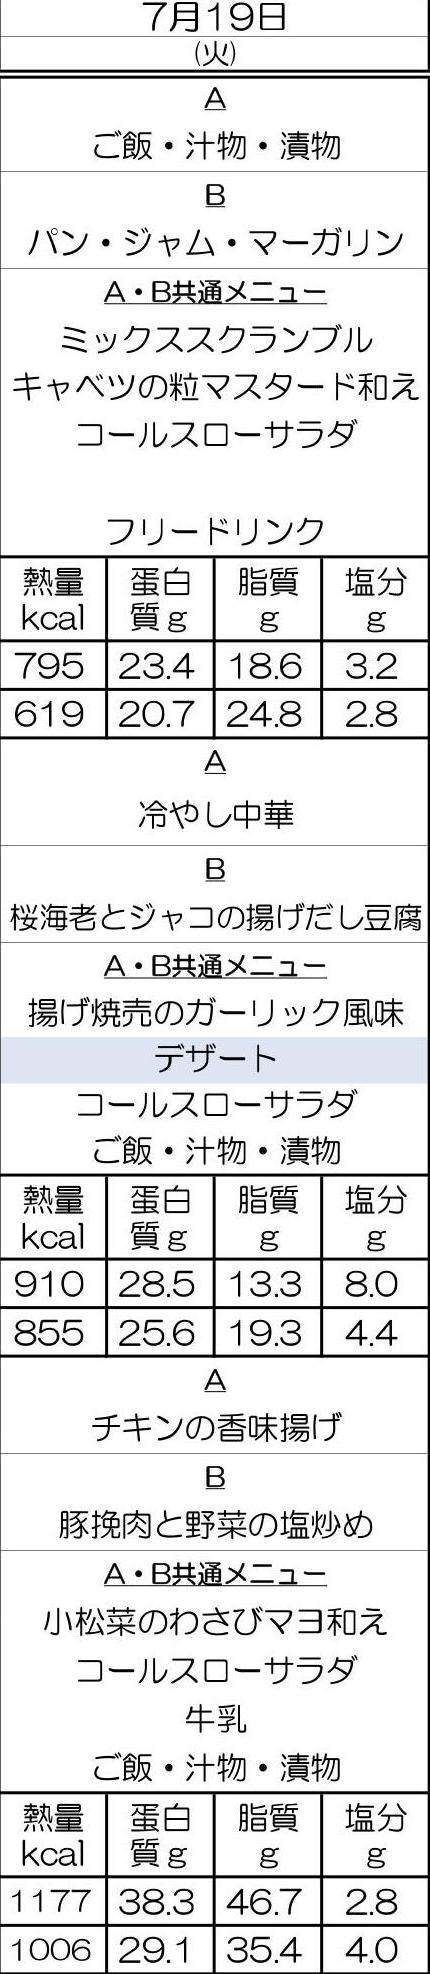 7月19日
(火)
A
ご飯・汁物・漬物
B
パン・ジャム・マーガリン
A・B共通メニュー
ミックススクランブル
キャベツの粒マスタード和え
コールスローサラダ
フリードリンク
熱量 蛋白 脂質 塩分
kcal 質g g g
795 23.4 18.6 3.2
619 20.7 24.8 2.8
A
冷やし中華
B
桜海老とジャコの揚げだし豆腐
A・B共通メニュー
揚げ焼売のガーリック風味
デザート
コールスローサラダ
ご飯・汁物・漬物
熱量 蛋白 脂質 塩分
kcal 質g g g
910 28.5 13.3 8.0
855 25.6 19.3 4.4
A
チキンの香味揚げ
B
豚挽肉と野菜の塩炒め
A・B共通メニュー
小松菜のわさびマヨ和え
コールスローサラダ
牛乳
ご飯・汁物・漬物
熱量 蛋白 脂質 塩分
kcal 質g g g
1177 38.3 46.7 2.8
1006 29.1 35.4 4.0